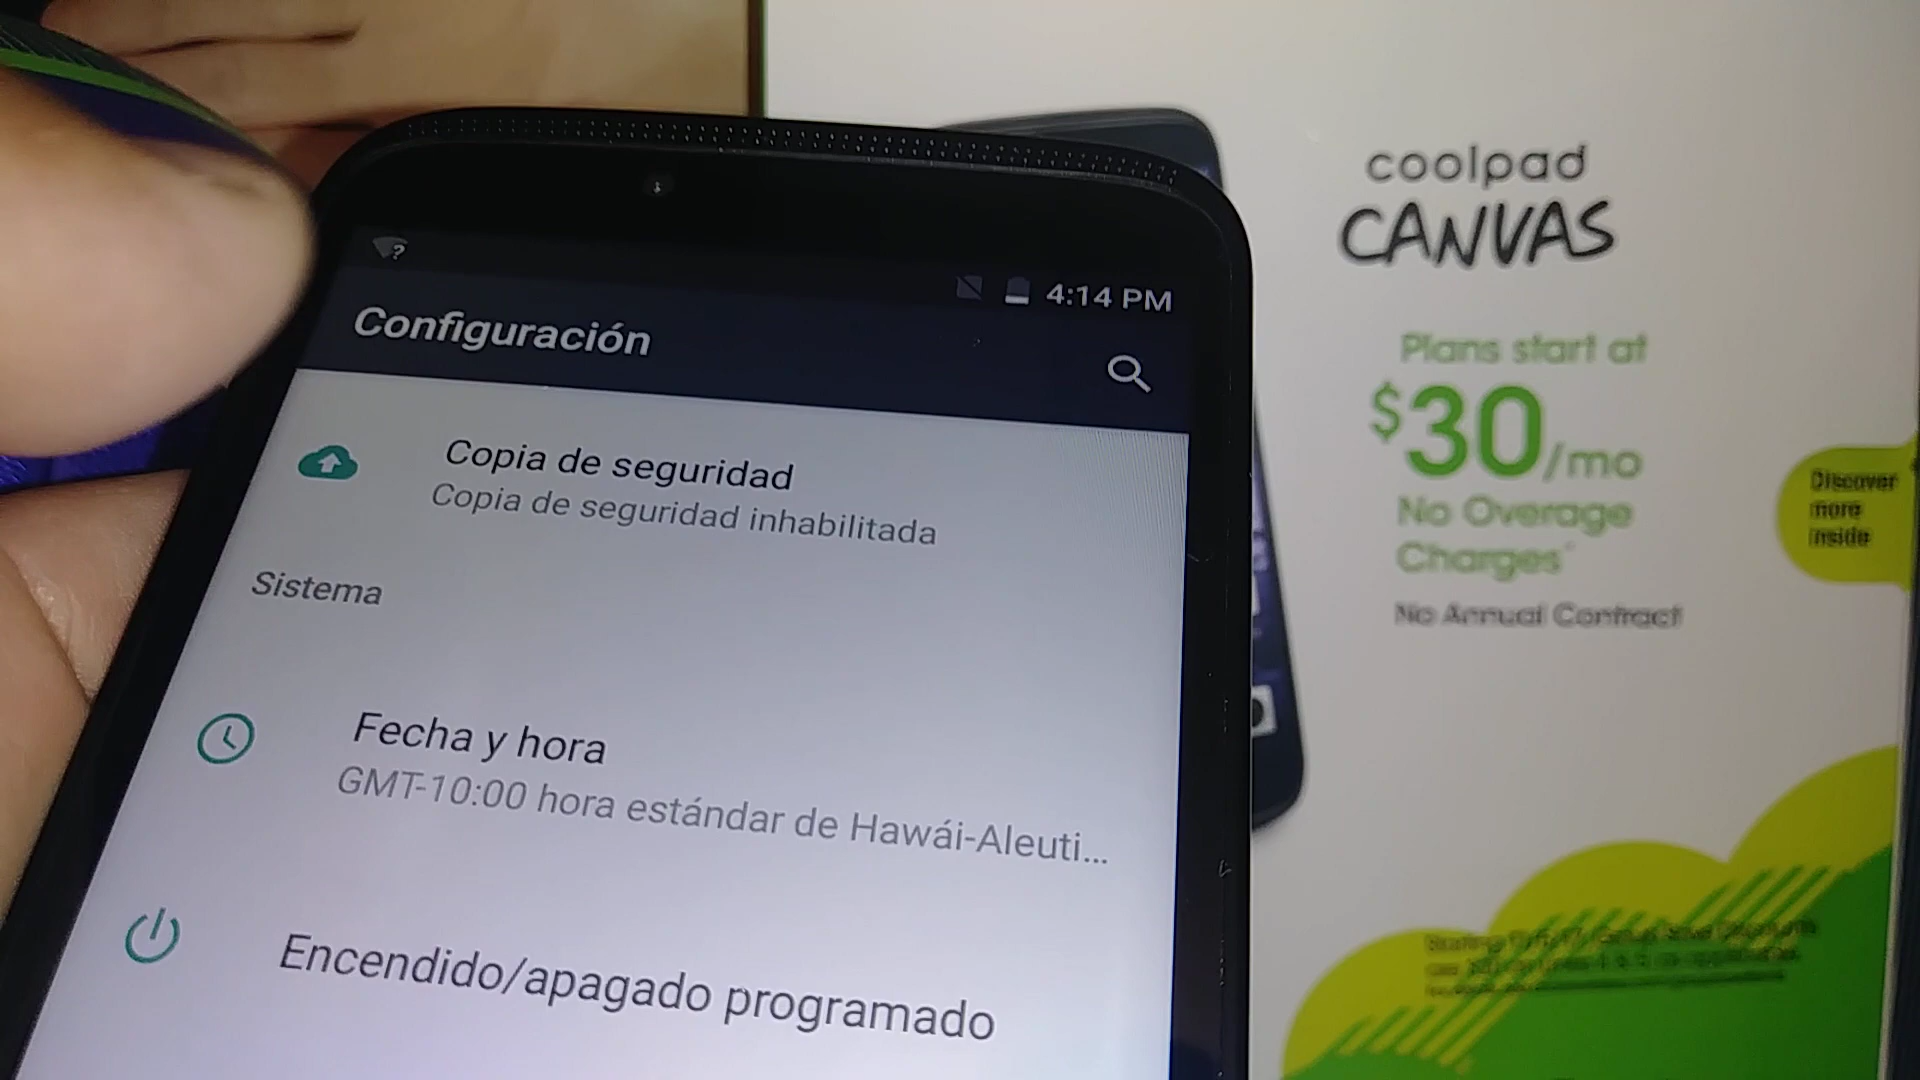 4:14 PM
Configuración
Copia de seguridad
Copia de seguridad inhabilitada
Sistema
Fecha y hora
GMT-10:00 hora estándar de Hawái-Aleuti...
Encendido/apagado programado
coolpad
CANVAS
Plans start at
$30/mo
No Overage
Charges*
No Annual Contract
Discover
more
inside